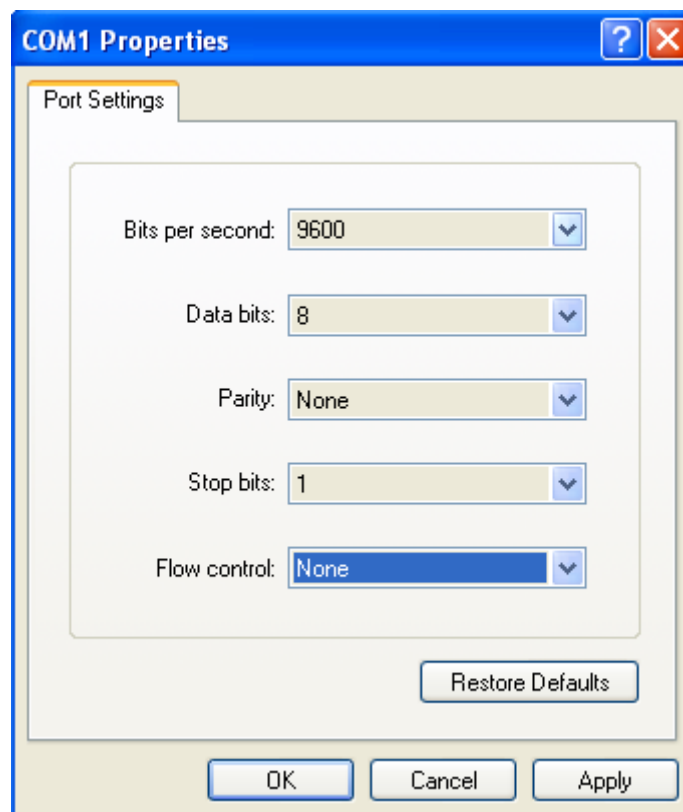 COM1 Properties
?
Port Settings
Bits per second: 9600
Data bits: 8
Parity: None
Stop bits: 1
Flow control: None
Restore Defaults
OK Cancel Apply